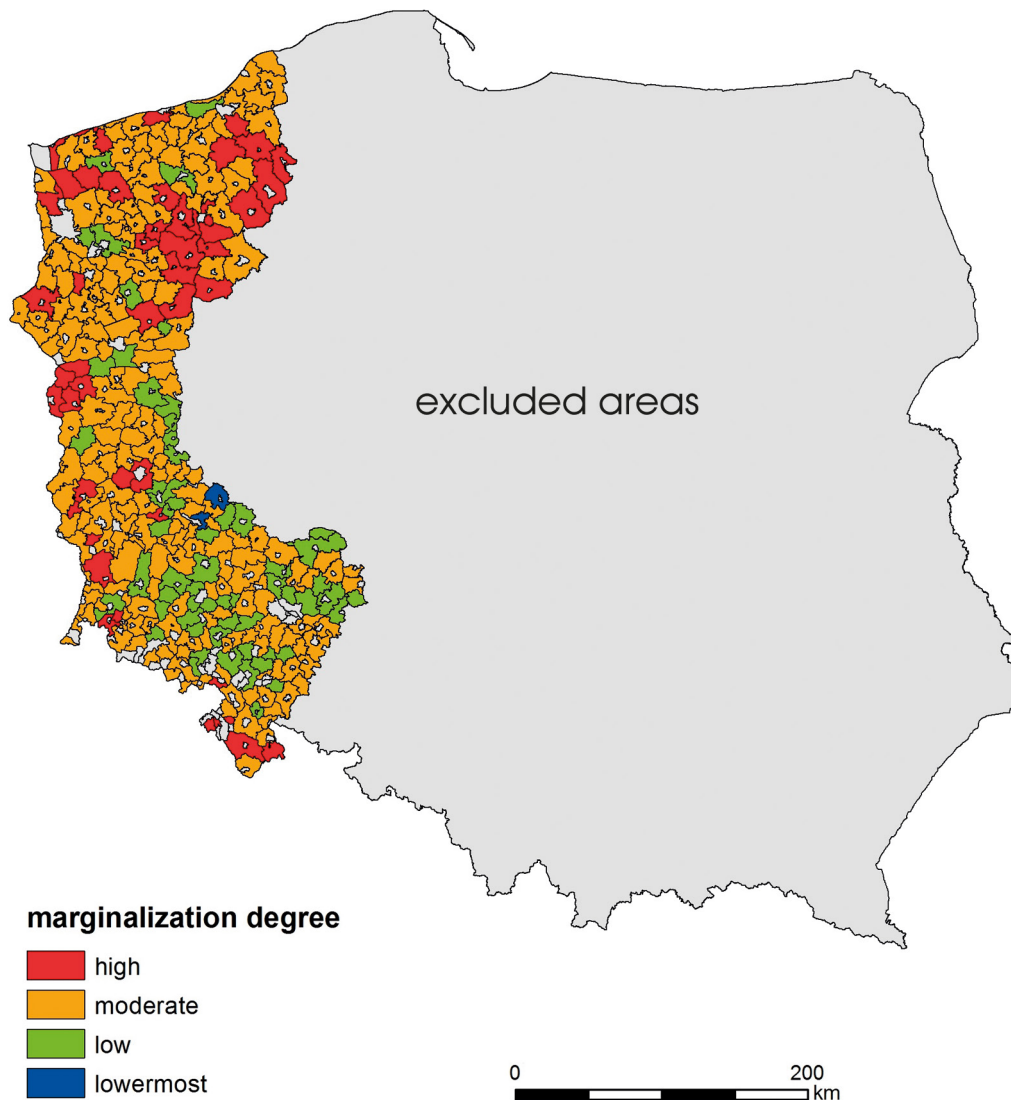 excluded areas
marginalization degree
high
moderate
low
lowermost
0 200
km